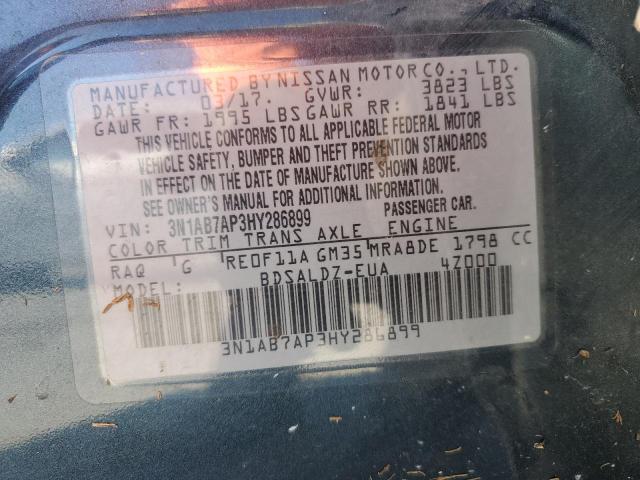 MANUFACTURED BY NISSAN MOTOR CO., LTD.
DATE: 03/17. GVWR: 3823 LBS
GAWR FR: 1995 LBS GAWR RR: 1841 LBS
THIS VEHICLE CONFORMS TO ALL APPLICABLE FEDERAL MOTOR
VEHICLE SAFETY, BUMPER AND THEFT PREVENTION STANDARDS
IN EFFECT ON THE DATE OF MANUFACTURE SHOWN ABOVE.
SEE OWNER'S MANUAL FOR ADDITIONAL INFORMATION.
VIN: 3N1AB7AP3HY286899 PASSENGER CAR.
COLOR TRIM TRANS AXLE ENGINE
RAQ G RE0F11A GM35 MRA8DE 1798 CC
MODEL: BDSALDZ-EUA 4Z000
3N1AB7AP3HY286899